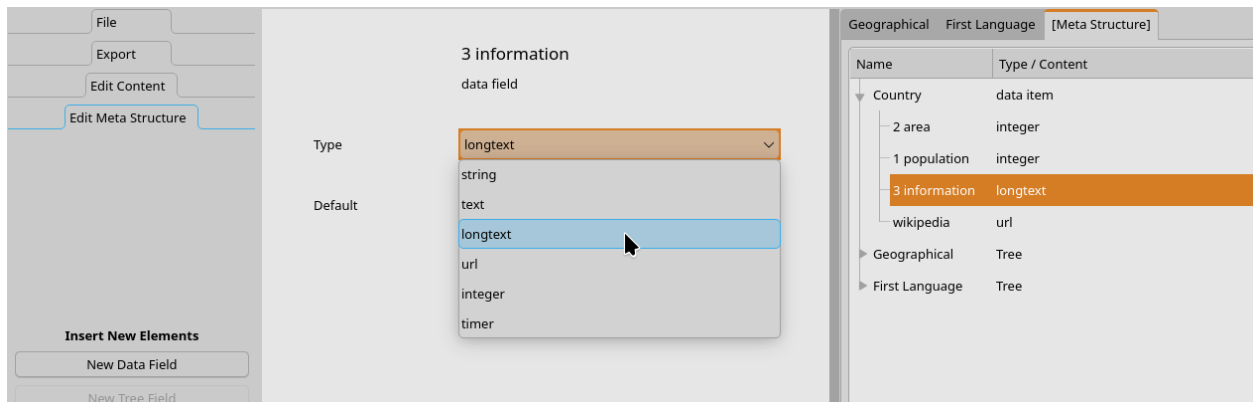 File
Export
Edit Content
Edit Meta Structure
Insert New Elements
New Data Field
New Tree Field
3 information
data field
Type
longtext
string
text
longtext
url
integer
timer
Default
Geographical First Language [Meta Structure]
Name Type / Content
Country data item
2 area integer
1 population integer
3 information longtext
wikipedia url
Geographical Tree
First Language Tree